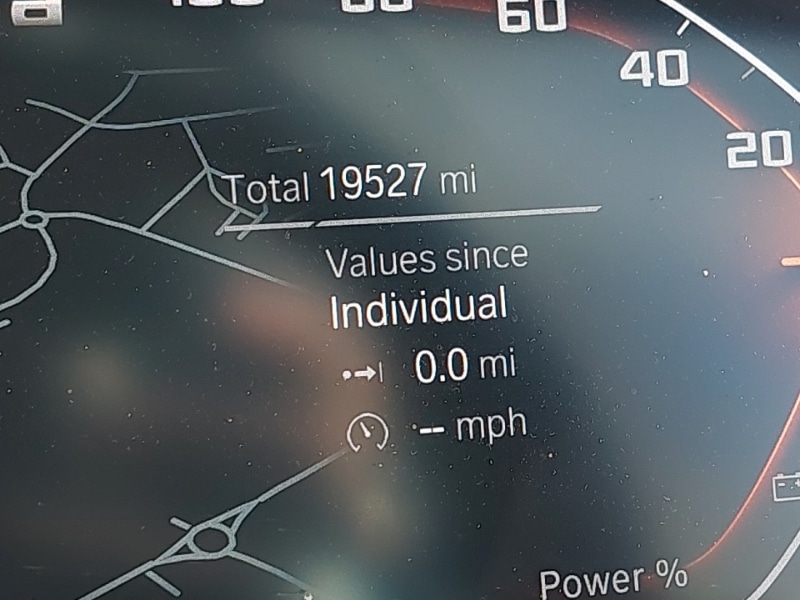 60
40
20
Total 19527 mi
Values since
Individual
0.0 mi
-- mph
Power %